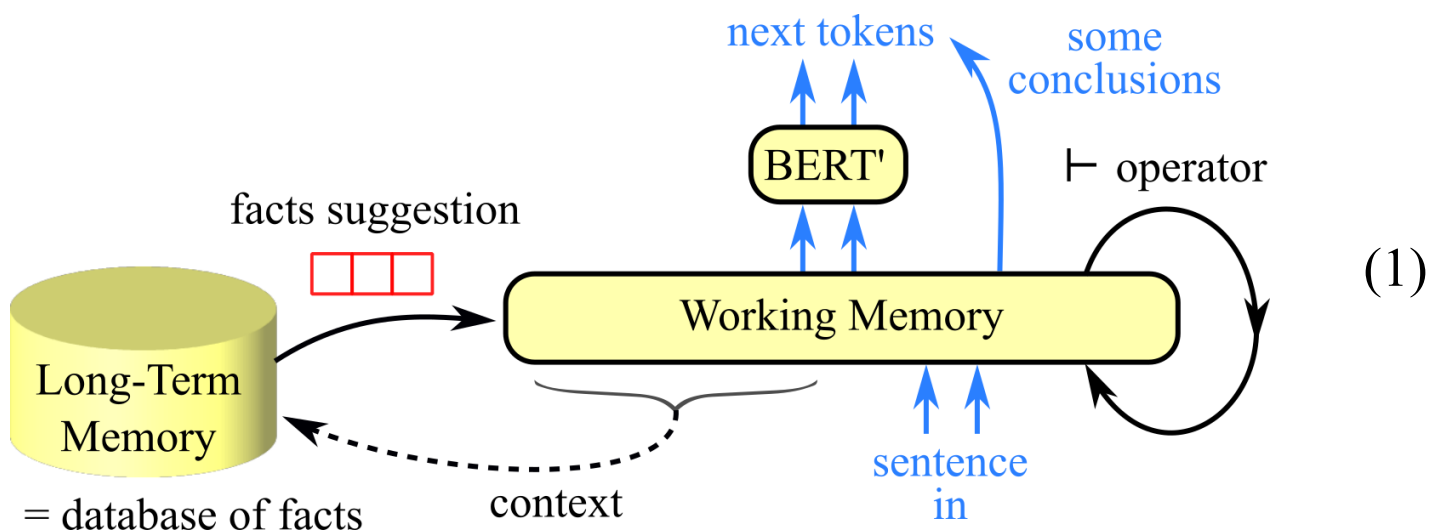 next tokens
some
conclusions
BERT'
⊢ operator
facts suggestion
(1)
Working Memory
Long-Term
Memory
sentence
in
context
= database of facts